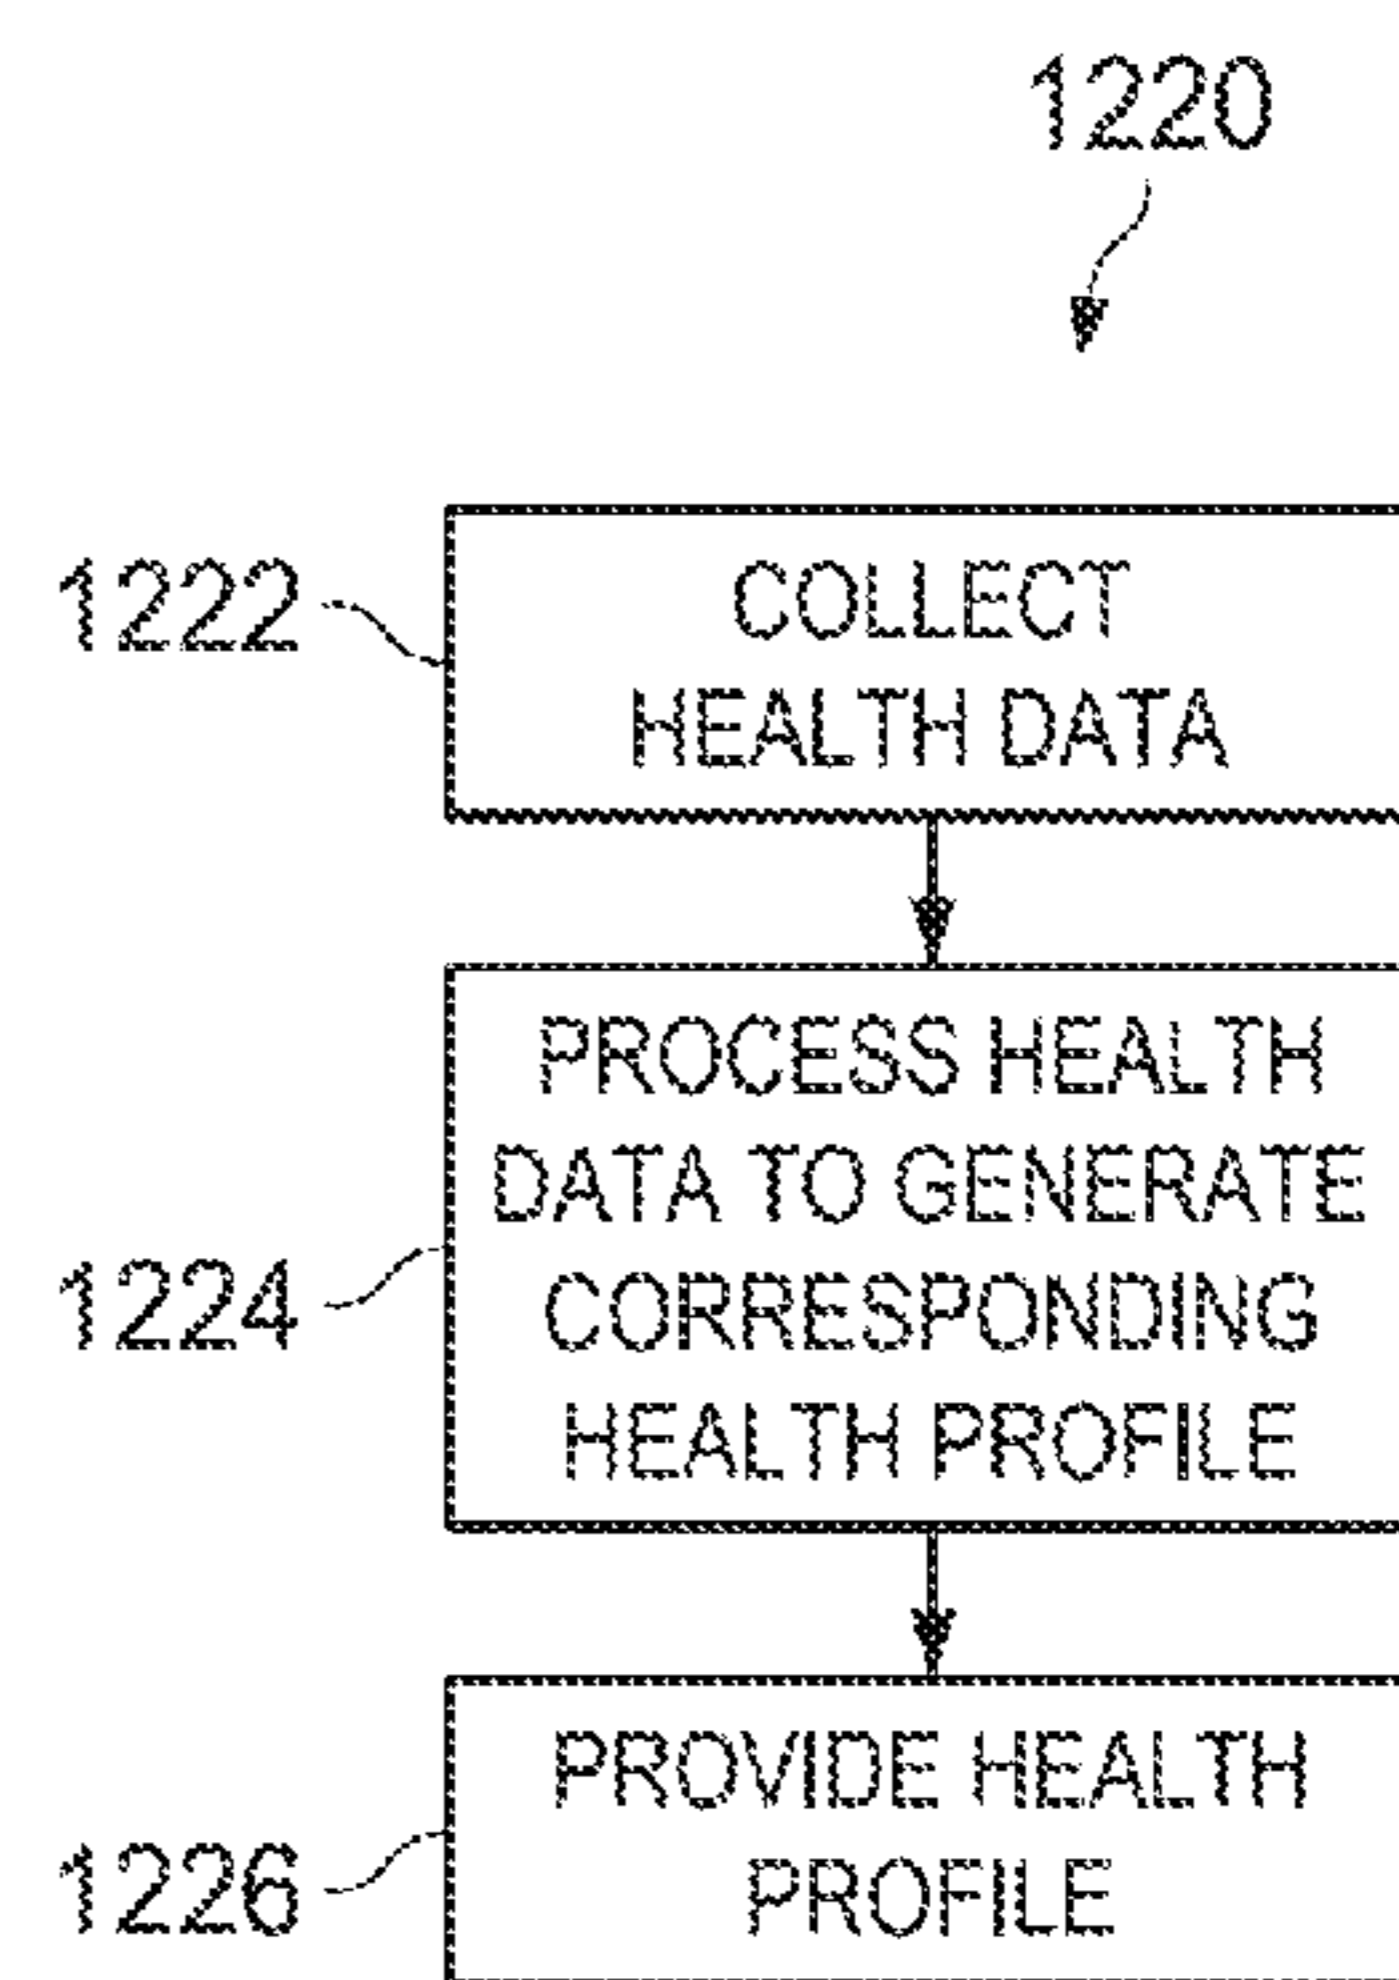 1220
1222
COLLECT
HEALTH DATA
1224
PROCESS HEALTH
DATA TO GENERATE
CORRESPONDING
HEALTH PROFILE
1226
PROVIDE HEALTH
PROFILE